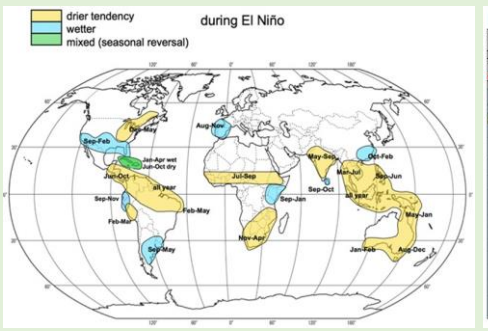 drier tendency
wetter
mixed (seasonal reversal)
during El Niño
Dec-May
Aug-Nov
Sep-Feb
Jan-Apr wet
Jun-Oct dry
Jun-Oct
all year
Sep-Nov
Feb-Mar
Feb-May
Sep-May
Jul-Sep
Sep-Jan
Nov-Apr
May-Sep
Oct-Feb
Mar-Jul
Sep-Jun
Sep-Oct
all year
May-Jan
Jan-Feb
Aug-Dec